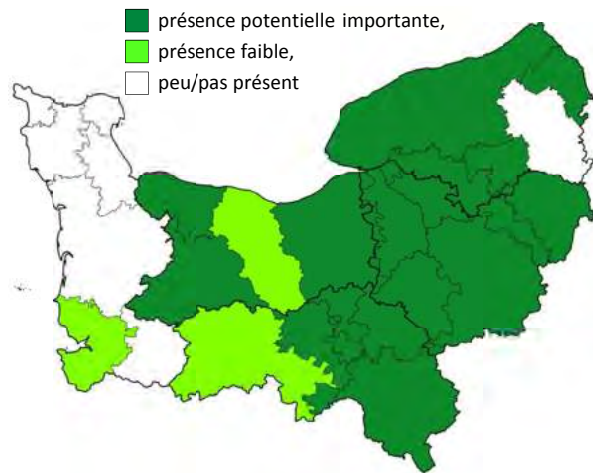 présence potentielle importante,
présence faible,
peu/pas présent